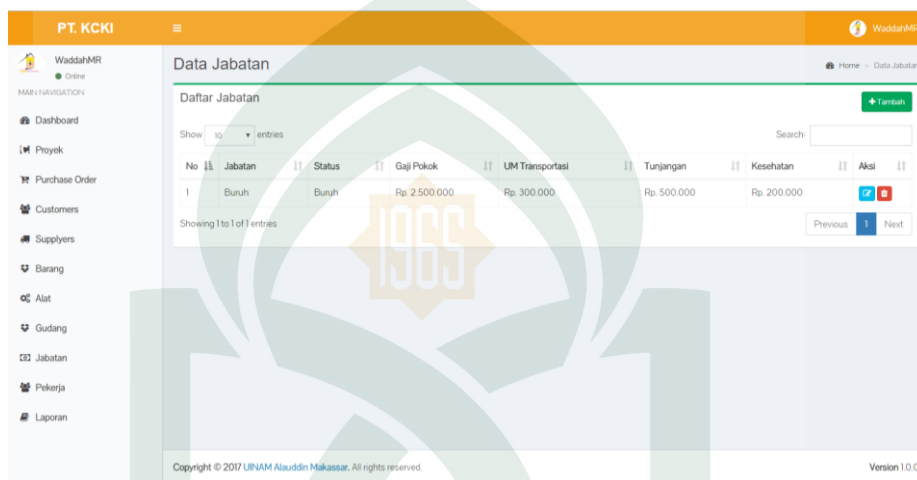 PT. KCKI
WaddahMR
WaddahMR
Online
MAIN NAVIGATION
Dashboard
Proyek
Purchase Order
Customers
Supplyers
Barang
Alat
Gudang
Jabatan
Pekerja
Laporan
Data Jabatan
Home > Data Jabatan
Daftar Jabatan
+Tambah
Show 10 entries
Search:
No Jabatan Status Gaji Pokok UM Transportasi Tunjangan Kesehatan Aksi
1 Buruh Buruh Rp. 2.500.000 Rp. 300.000 Rp. 500.000 Rp. 200.000
Showing 1 to 1 of 1 entries
Previous 1 Next
1965
Copyright © 2017 UINAM Alauddin Makassar. All rights reserved.
Version 1.0.0